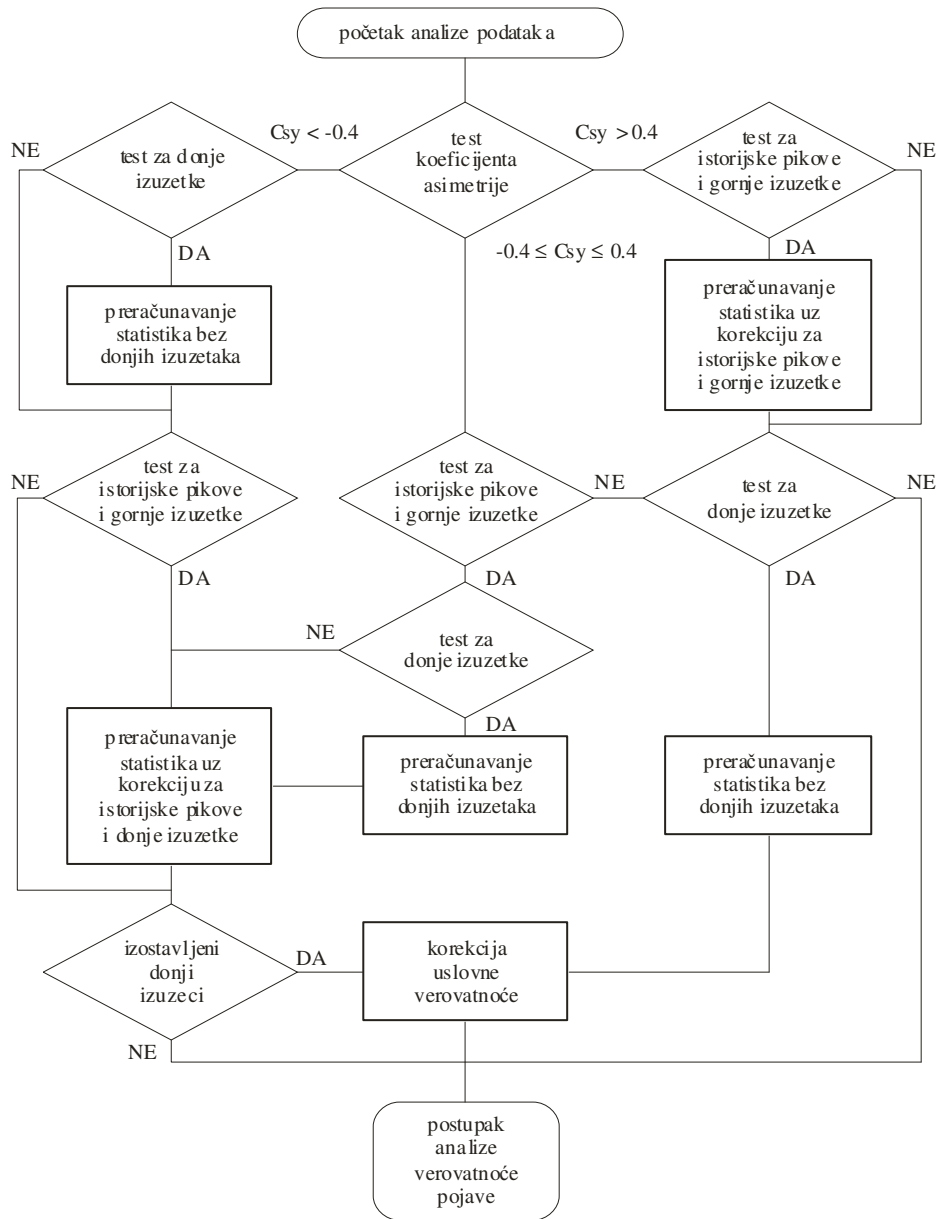 početak analize podataka
Csy < -0.4
Csy > 0.4
NE
test za donje
izuzetke
test
koeficijenta
asimetrije
test za
istorijske pikove
i gornje izuzetke
NE
DA
-0.4 ≤ Csy ≤ 0.4
DA
preračunavanje
statistika bez
donjih izuzetaka
preračunavanje
statistika uz
korekciju za
istorijske pikove
i gornje izuzetke
NE
test za
istorijske pikove
i gornje izuzetke
test za
istorijske pikove
i gornje izuzetke
NE
test za
donje izuzetke
NE
DA
DA
DA
NE
test za
donje izuzetke
DA
preračunavanje
statistika uz
korekciju za
istorijske pikove
i donje izuzetke
preračunavanje
statistika bez
donjih izuzetaka
preračunavanje
statistika bez
donjih izuzetaka
izostavljeni
donji
izuzeci
DA
korekcija
uslovne
verovatnoće
NE
postupak
analize
verovatnoće
pojave